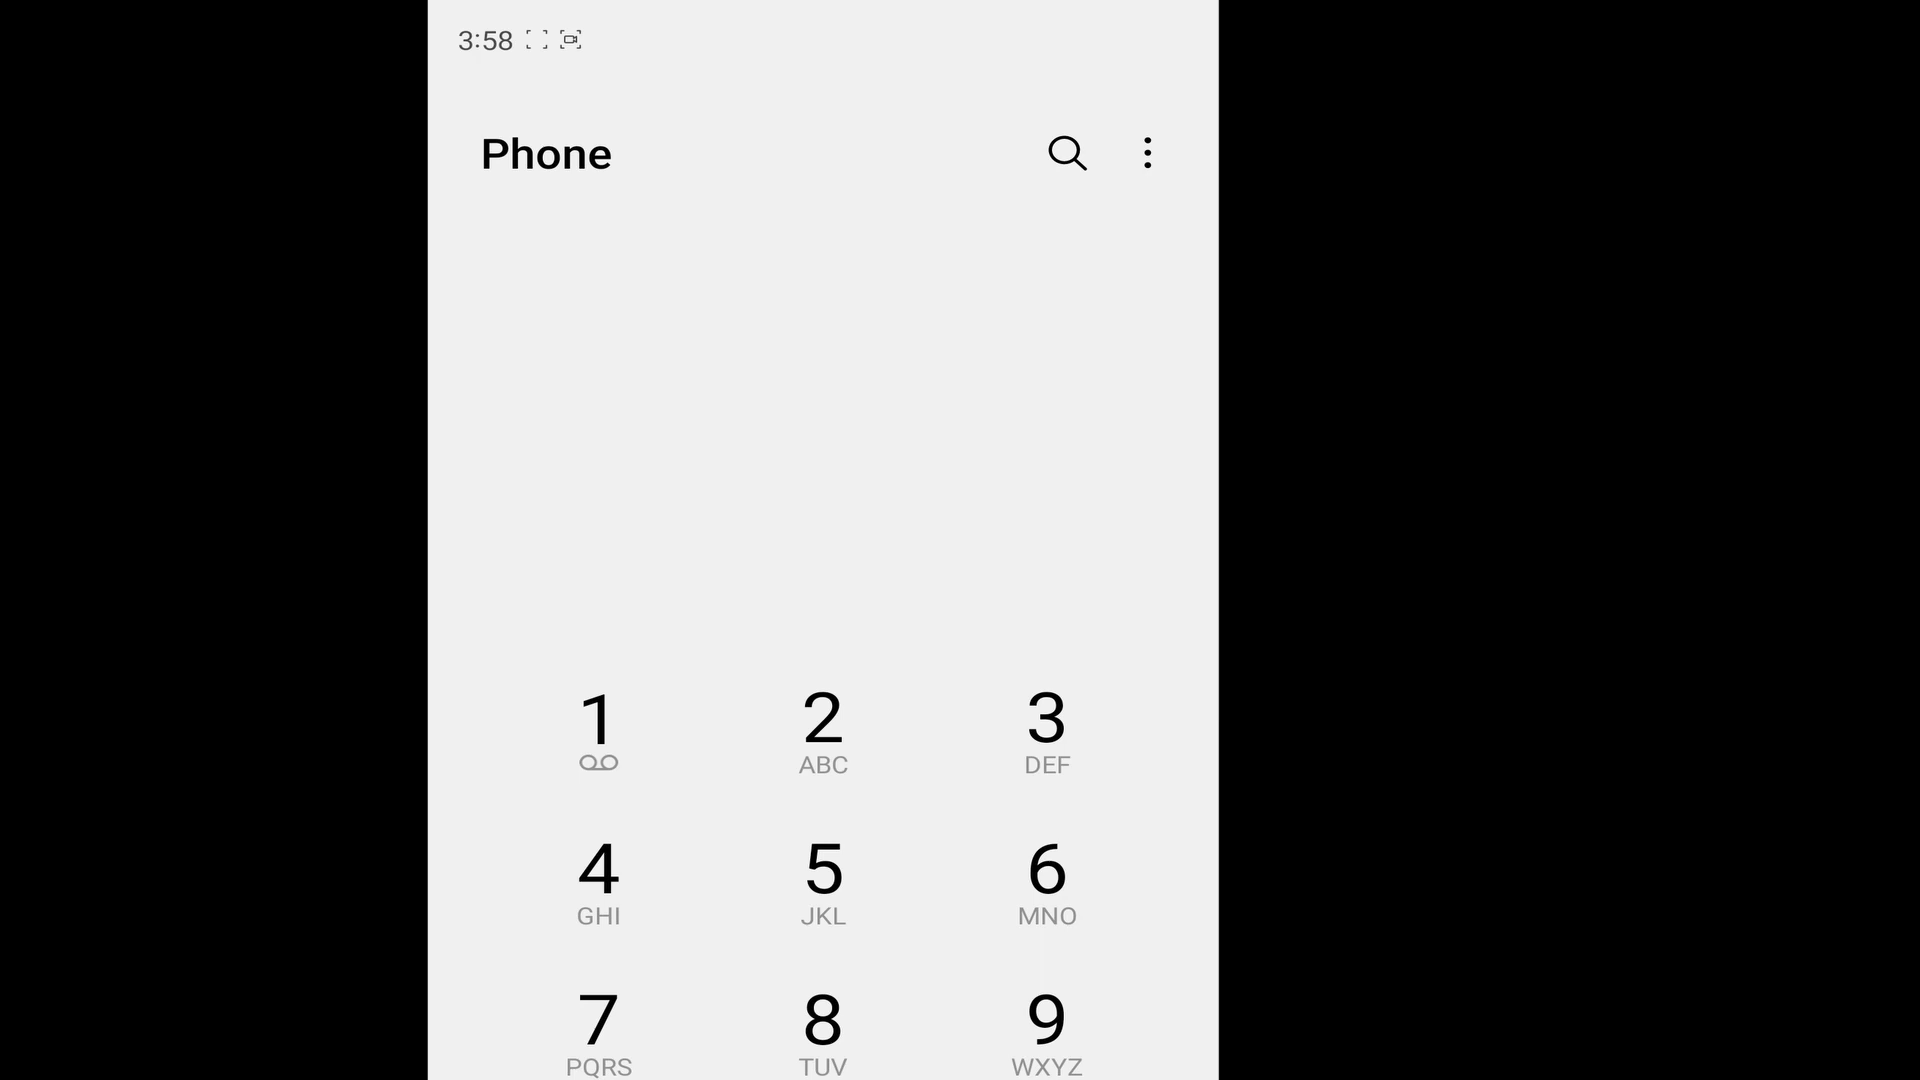 3:58
Phone
1 2 3
ABC DEF
4 5 6
GHI JKL MNO
7 8 9
PQRS TUV WXYZ